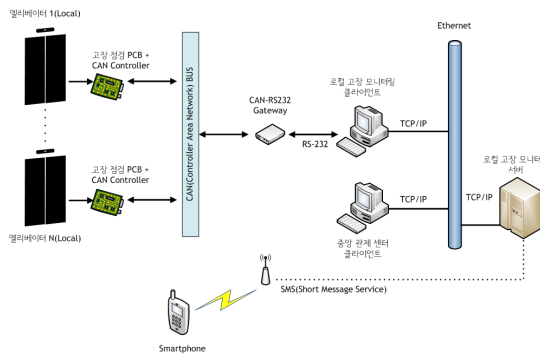 엘리베이터 1(Local)
고장 점검 PCB +
CAN Controller
CAN(Controller Area Network) BUS
고장 점검 PCB +
CAN Controller
엘리베이터 N(Local)
CAN-RS232
Gateway
RS-232
로컬 고장 모니터링
클라이언트
TCP/IP
Ethernet
TCP/IP
중앙 관제 센터
클라이언트
TCP/IP
로컬 고장 모니터
서버
SMS(Short Message Service)
Smartphone